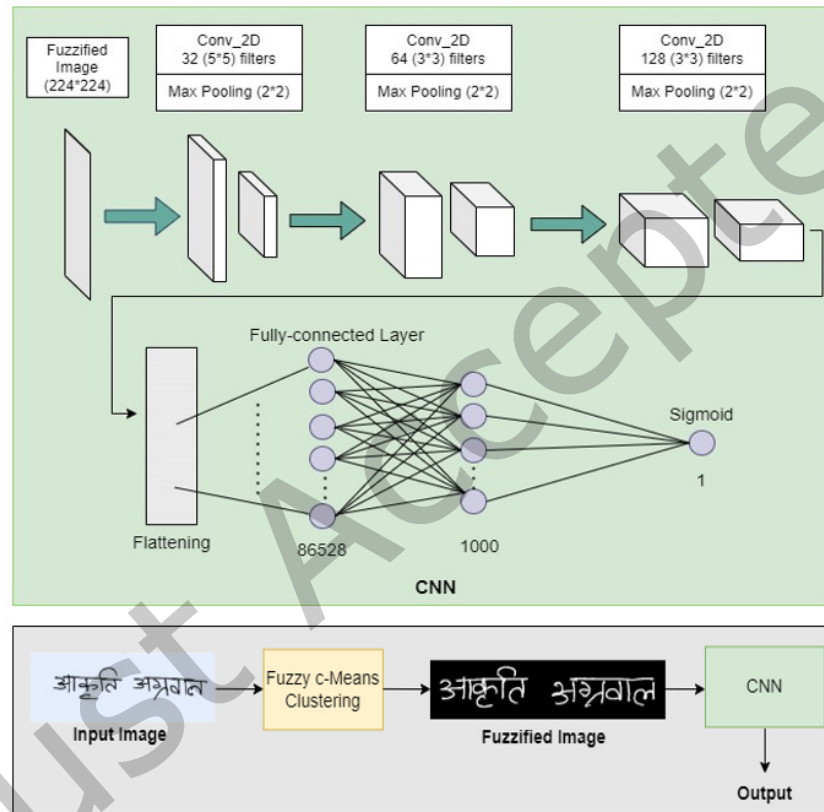 Fuzzified
Image
(224*224)
Conv_2D
32 (5*5) filters
Max Pooling (2*2)
Conv_2D
64 (3*3) filters
Max Pooling (2*2)
Conv_2D
128 (3*3) filters
Max Pooling (2*2)
Fully-connected Layer
Sigmoid
1
Flattening
86528
1000
CNN
आकृति अग्रवाल
Input Image
Fuzzy c-Means
Clustering
आकृति अग्रवाल
Fuzzified Image
CNN
Output
ust Accepte